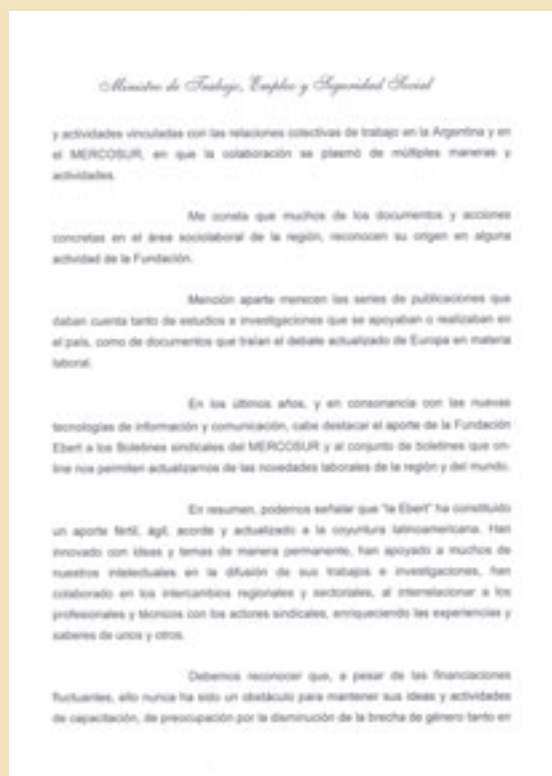 Ministro de Trabajo, Empleo y Seguridad Social
y actividades vinculadas con las relaciones colectivas de trabajo en la Argentina y en
el MERCOSUR, en que la colaboración se plasmó de múltiples maneras y
actividades.
Me consta que muchos de los documentos y acciones
concretas en el área sociolaboral de la región, reconocen su origen en alguna
actividad de la Fundación.
Mención aparte merecen las series de publicaciones que
daban cuenta tanto de estudios e investigaciones que se apoyaban o realizaban en
el país, como de documentos que traían el debate actualizado de Europa en materia
laboral.
En los últimos años, y en consonancia con las nuevas
tecnologías de información y comunicación, cabe destacar el aporte de la Fundación
Ebert a los Boletines sindicales del MERCOSUR y al conjunto de boletines que on-
line nos permiten actualizarnos de las novedades laborales de la región y del mundo.
En resumen, podemos señalar que "la Ebert" ha constituido
un aporte fértil, ágil, acorde y actualizado a la coyuntura latinoamericana. Han
innovado con ideas y temas de manera permanente, han apoyado a muchos de
nuestros intelectuales en la difusión de sus trabajos e investigaciones, han
colaborado en los intercambios regionales y sectoriales, al interrelacionar a los
profesionales y técnicos con los actores sindicales, enriqueciendo las experiencias y
saberes de unos y otros.
Debemos reconocer que, a pesar de las financiaciones
fluctuantes, ello nunca ha sido un obstáculo para mantener sus ideas y actividades
de capacitación, de preocupación por la disminución de la brecha de género tanto en